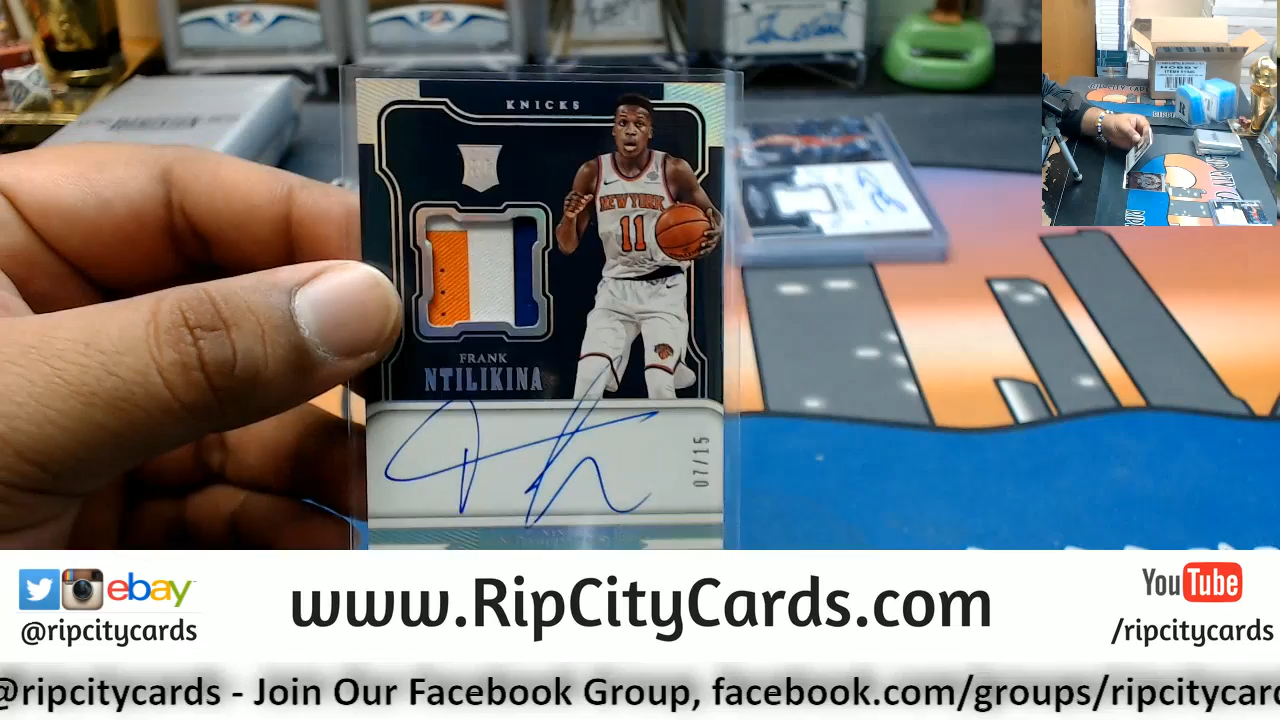 KNICKS
NEW YORK
11
FRANK
NTILIKINA
07/15
HOBBY
ebay
@ripcitycards
www.RipCityCards.com
YouTube
/ripcitycards
@ripcitycards - Join Our Facebook Group, facebook.com/groups/ripcitycard